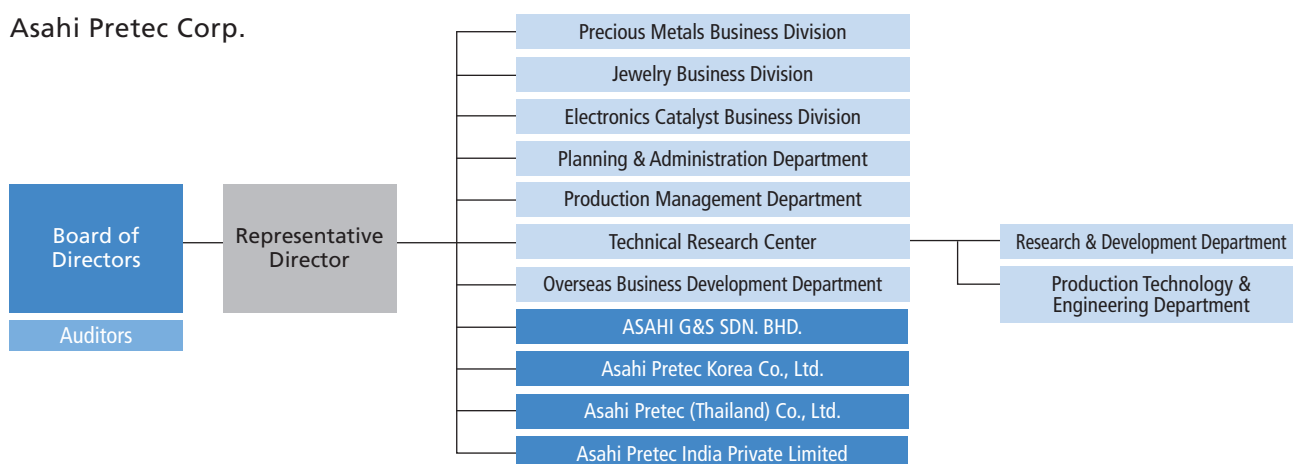 Asahi Pretec Corp.
Board of
Directors
Auditors
Representative
Director
Precious Metals Business Division
Jewelry Business Division
Electronics Catalyst Business Division
Planning & Administration Department
Production Management Department
Technical Research Center
Overseas Business Development Department
ASAHI G&S SDN. BHD.
Asahi Pretec Korea Co., Ltd.
Asahi Pretec (Thailand) Co., Ltd.
Asahi Pretec India Private Limited
Research & Development Department
Production Technology &
Engineering Department